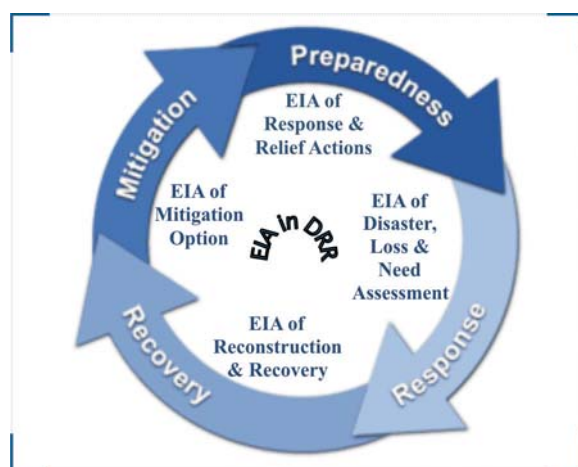 Preparedness
EIA of
Response &
Relief Actions
Mitigation
EIA of
Mitigation
Option
EIA in DRR
EIA of
Disaster,
Loss &
Need
Assessment
EIA of
Reconstruction
& Recovery
Recovery
Response